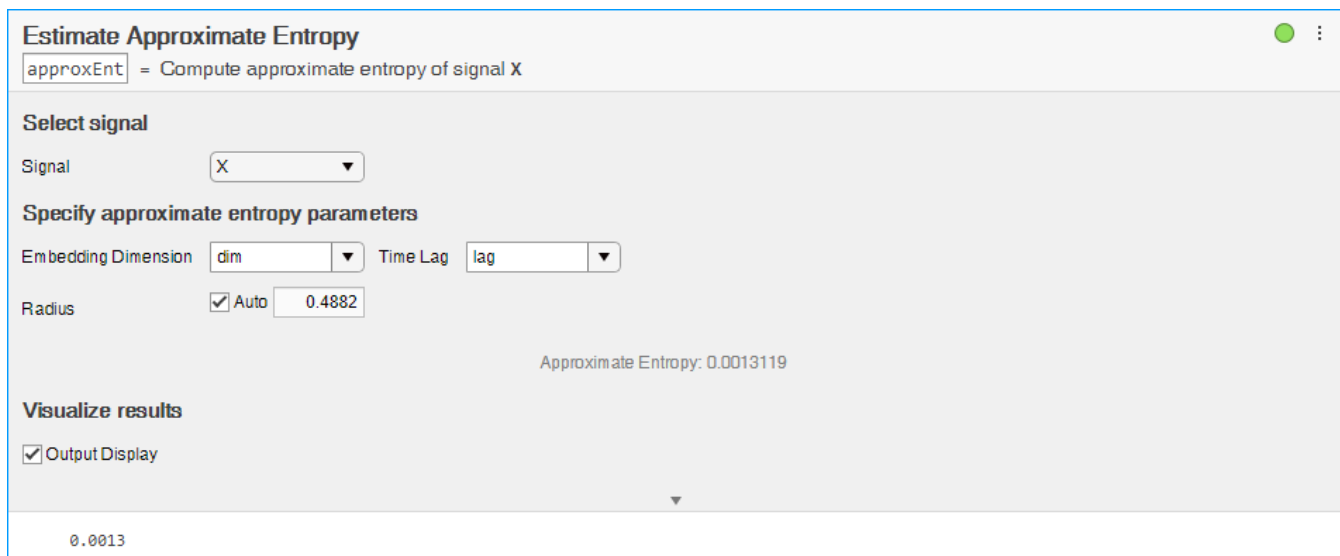 Estimate Approximate Entropy
approxEnt = Compute approximate entropy of signal X
Select signal
Signal X
Specify approximate entropy parameters
Embedding Dimension dim Time Lag lag
Radius Auto 0.4882
Approximate Entropy: 0.0013119
Visualize results
Output Display
0.0013